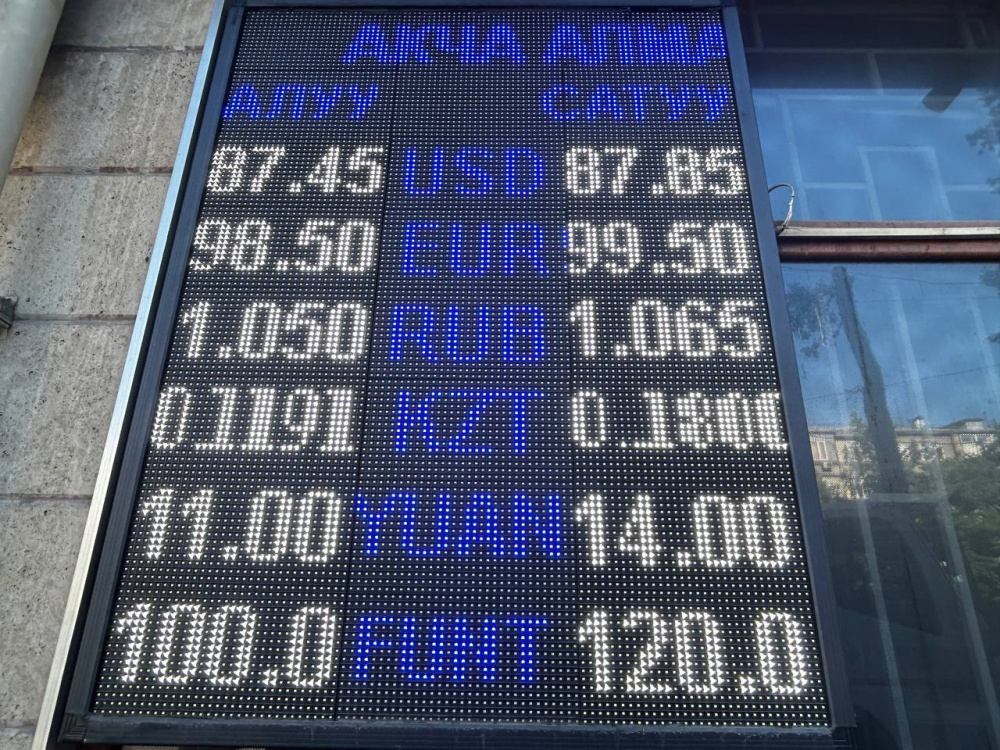 АКЧА АЛМА
АЛУУ САТУУ
87.45 USD 87.85
98.50 EUR 99.50
1.050 RUB 1.065
0.1191 KZT 0.1800
11.00 YUAN 14.00
100.0 FUНT 120.0